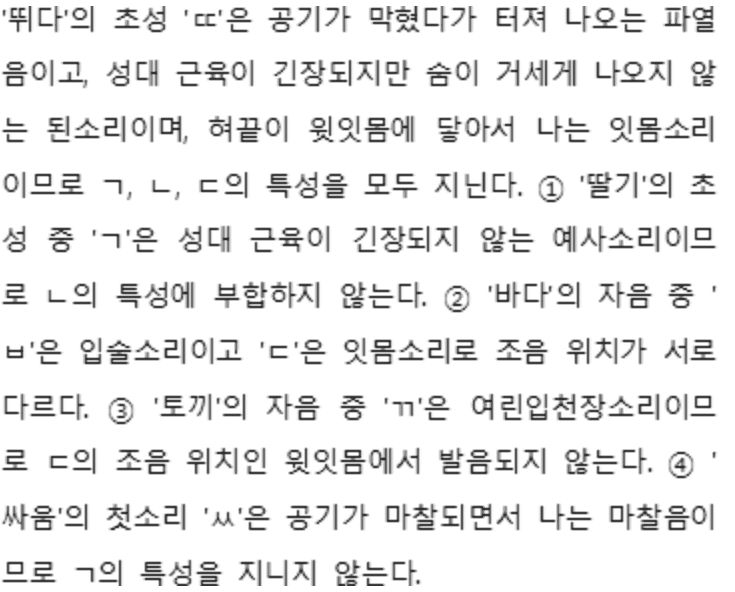 '뛰다'의 초성 'ㄸ'은 공기가 막혔다가 터져 나오는 파열
음이고, 성대 근육이 긴장되지만 숨이 거세게 나오지 않
는 된소리이며, 혀끝이 윗잇몸에 닿아서 나는 잇몸소리
이므로 ㄱ, ㄴ, ㄷ의 특성을 모두 지닌다. ① '딸기'의 초
성 중 'ㄱ'은 성대 근육이 긴장되지 않는 예사소리이므
로 ㄴ의 특성에 부합하지 않는다. ② '바다'의 자음 중 '
ㅂ'은 입술소리이고 'ㄷ'은 잇몸소리로 조음 위치가 서로
다르다. ③ '토끼'의 자음 중 'ㄲ'은 여린입천장소리이므
로 ㄷ의 조음 위치인 윗잇몸에서 발음되지 않는다. ④ '
싸움'의 첫소리 'ㅆ'은 공기가 마찰되면서 나는 마찰음이
므로 ㄱ의 특성을 지니지 않는다.